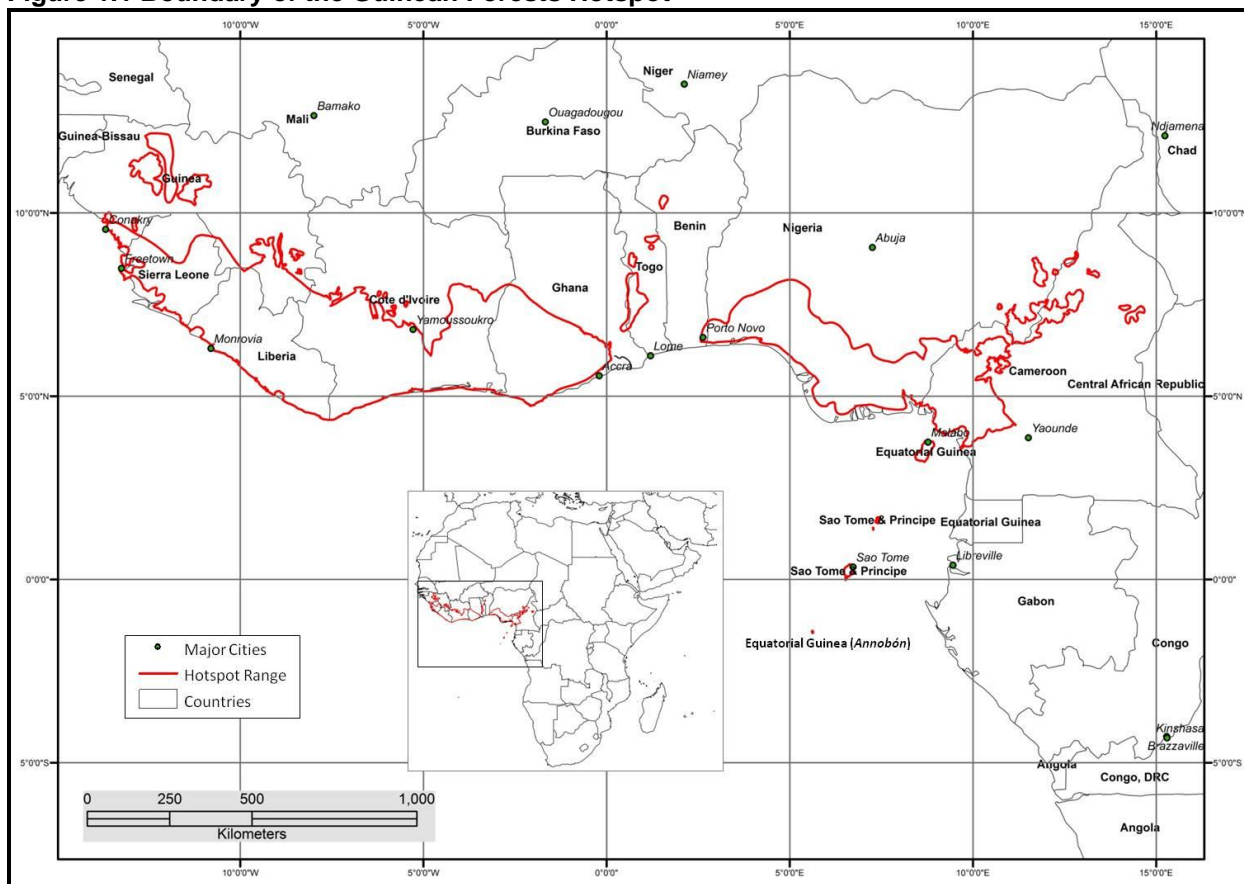 Figure 4.1 Boundary of the Guinean Forests Hotspot
10°0'0"W
5°0'0"W
0°0'0"
5°0'0"E
10°0'0"E
15°0'0"E
Senegal
Niger
Niamey
Bamako
Mali
Ouagadougou
Burkina Faso
Ndjamena
Chad
Guinea-Bissau
Guinea
10°0'0"N
10°0'0"N
Conakry
Benin
Nigeria
Abuja
Freetown
Sierra Leone
Togo
Ghana
Cote d'Ivoire
Yamoussoukro
Porto Novo
Monrovia
Liberia
Lome
Accra
Cameroon
Central African Republic
5°0'0"N
5°0'0"N
Malabo
Yaounde
Equatorial Guinea
Sao Tome & Principe
Equatorial Guinea
Sao Tome
Libreville
Sao Tome & Principe
0°0'0"
0°0'0"
Gabon
Equatorial Guinea (Annobón)
Congo
Major Cities
Hotspot Range
Countries
Kinshasa
Brazzaville
5°0'0"S
5°0'0"S
Angola
Congo, DRC
Angola
0 250 500 1,000
Kilometers
10°0'0"W
5°0'0"W
0°0'0"
5°0'0"E
10°0'0"E
15°0'0"E